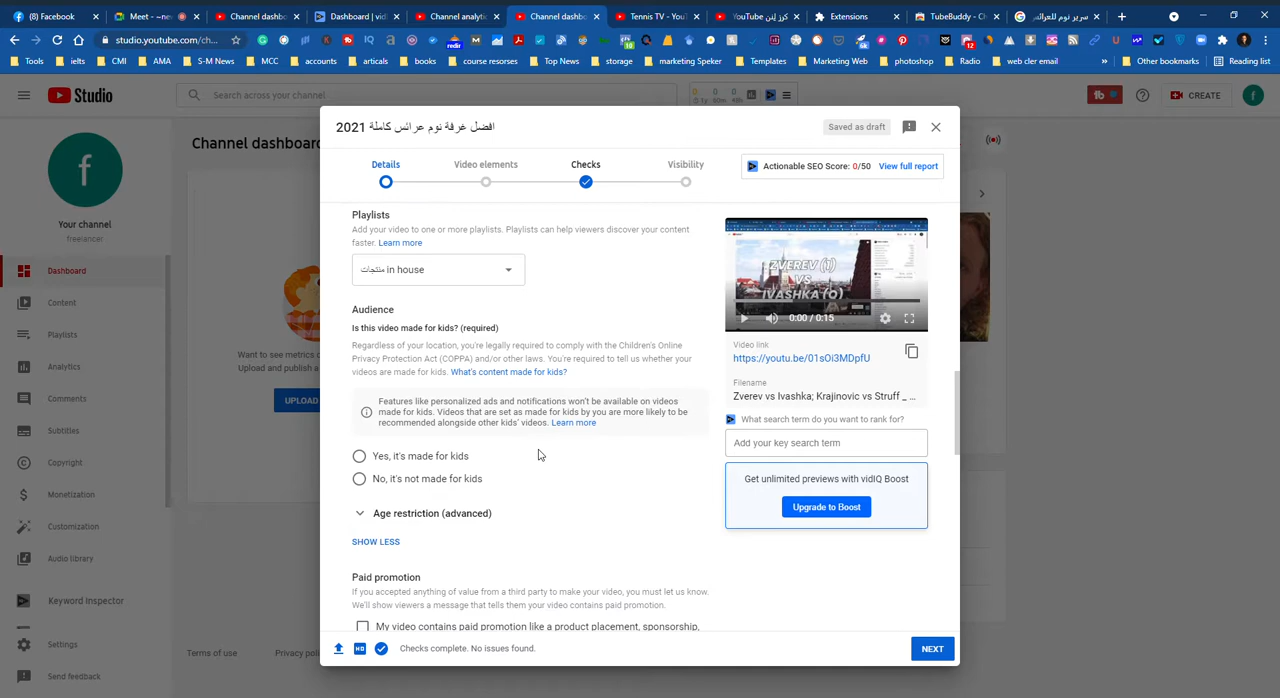 (8) Facebook
Meet -
Channel dashbo
Dashboard | vidI
Channel analytic
Channel dashbo
Tennis TV - YouT
Extensions
TubeBuddy - C
سرير نوم للعرائس
studio.youtube.com/ch...
Tools
ielts
CMI
AMA
S-M News
MCC
accounts
articals
books
course resorses
Top News
storage
marketing Speker
Templates
Marketing Web
photoshop
Radio
web cler email
Other bookmarks
Reading list
Studio
Search across your channel
CREATE
f
Channel dashboa
افضل غرفة نوم عرائس كاملة 2021
Saved as draft
Details
Video elements
Checks
Visibility
Actionable SEO Score: 0/50
View full report
f
Your channel
freelancer
Dashboard
Content
Playlists
Analytics
Comments
Subtitles
Copyright
Monetization
Customization
Audio library
Keyword Inspector
Settings
Send feedback
Want to see metrics o
Upload and publish a
UPLOAD
Terms of use
Privacy poli
Playlists
Add your video to one or more playlists. Playlists can help viewers discover your content
faster. Learn more
منتجات in house
Audience
Is this video made for kids? (required)
Regardless of your location, you're legally required to comply with the Children's Online
Privacy Protection Act (COPPA) and/or other laws. You're required to tell us whether your
videos are made for kids. What's content made for kids?
Features like personalized ads and notifications won't be available on videos
made for kids. Videos that are set as made for kids by you are more likely to be
recommended alongside other kids' videos. Learn more
Yes, it's made for kids
No, it's not made for kids
Age restriction (advanced)
SHOW LESS
Paid promotion
If you accepted anything of value from a third party to make your video, you must let us know.
We'll show viewers a message that tells them your video contains paid promotion.
My video contains paid promotion like a product placement, sponsorship,
ZVEREV (1)
VS
IVASHKA (Q)
0:00 / 0:15
Video link
https://youtu.be/01sOi3MDpfU
Filename
Zverev vs Ivashka; Krajinovic vs Struff _ ...
What search term do you want to rank for?
Add your key search term
Get unlimited previews with vidIQ Boost
Upgrade to Boost
Checks complete. No issues found.
NEXT